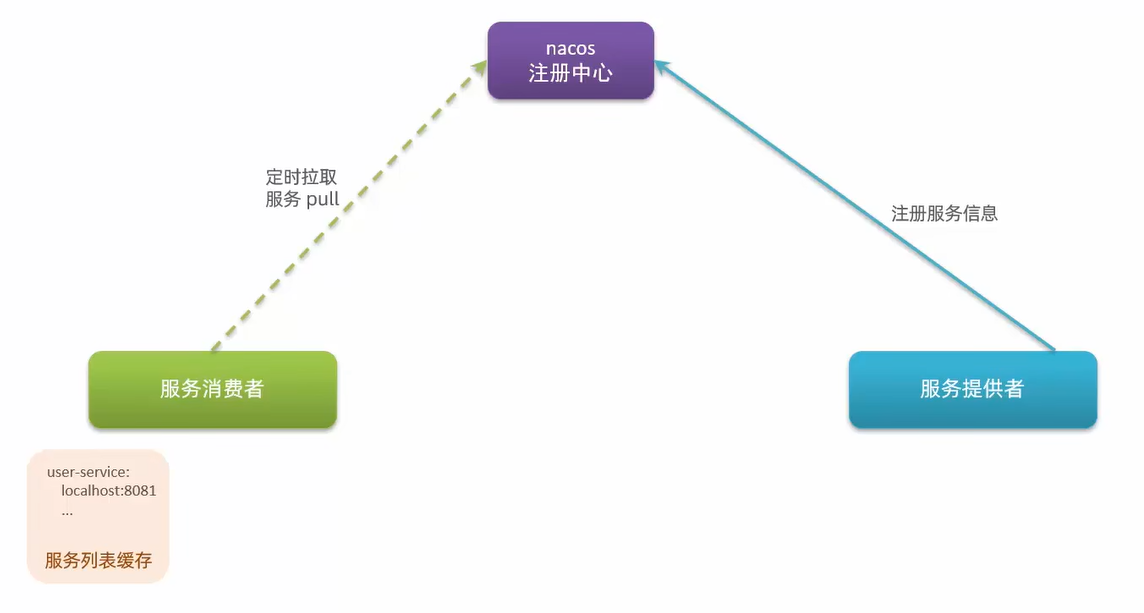 nacos
注册中心
定时拉取
服务 pull
注册服务信息
服务消费者
服务提供者
user-service:
localhost:8081
...
服务列表缓存